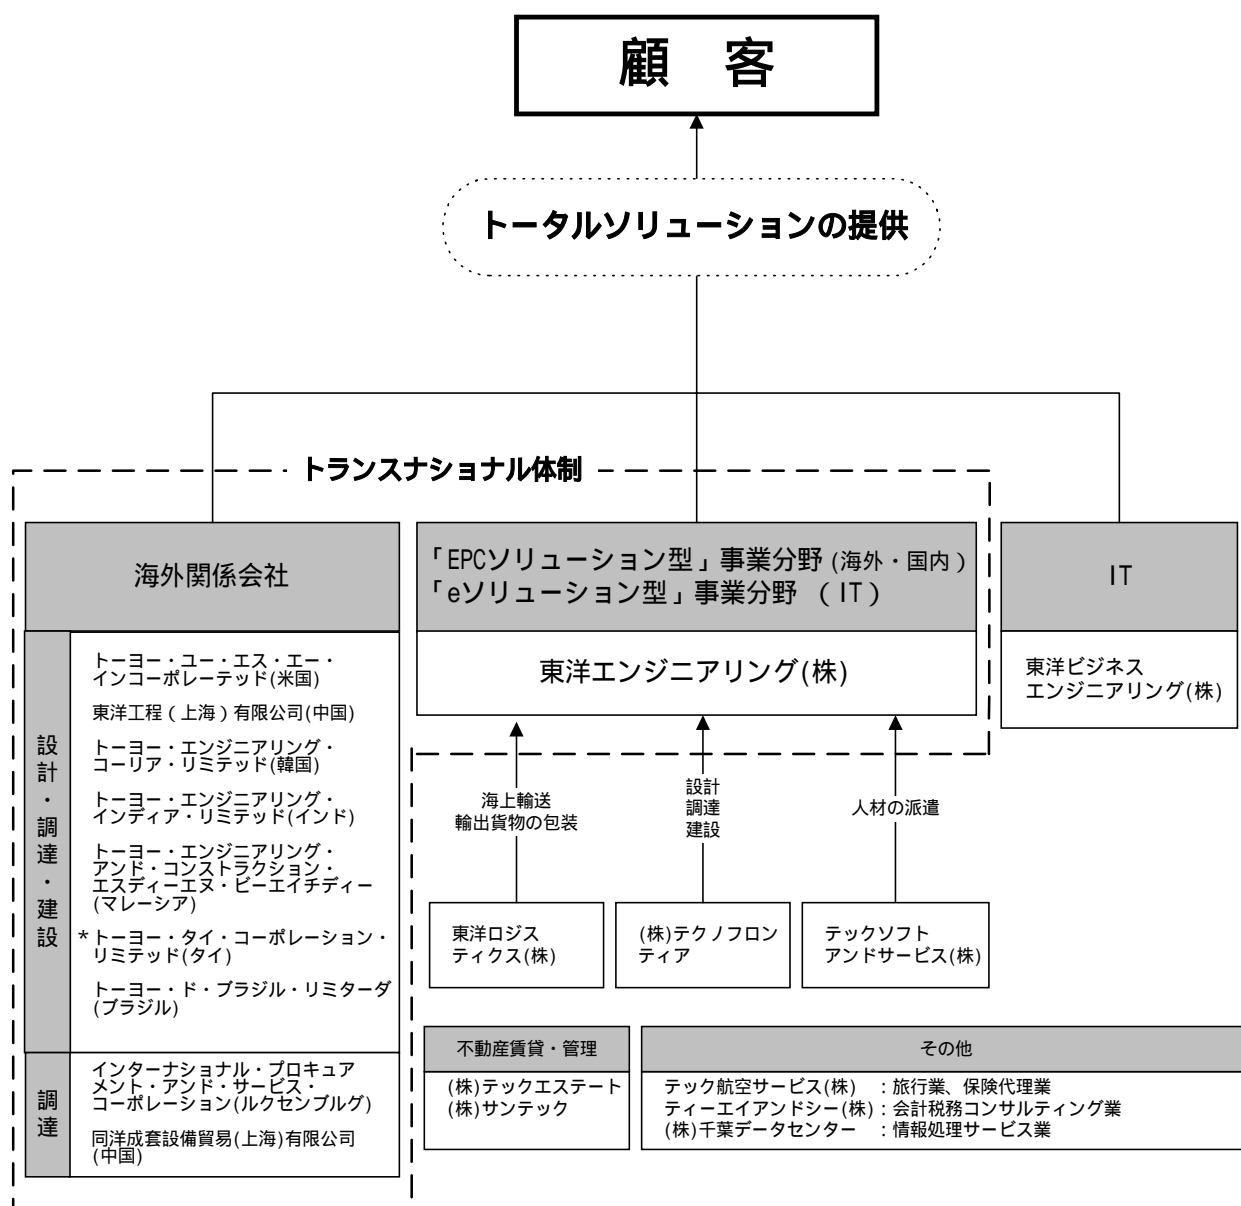 顧 客
トータルソリューションの提供
トランスナショナル体制
海外関係会社
設計・調達・建設
トーヨー・ユー・エス・エー・
インコーポレーテッド(米国)
東洋工程(上海)有限公司(中国)
トーヨー・エンジニアリング・
コーリア・リミテッド(韓国)
トーヨー・エンジニアリング・
インディア・リミテッド(インド)
トーヨー・エンジニアリング・
アンド・コンストラクション・
エスディーエヌ・ビーエイチディー
(マレーシア)
*トーヨー・タイ・コーポレーション・
リミテッド(タイ)
トーヨー・ド・ブラジル・リミターダ
(ブラジル)
調達
インターナショナル・プロキュア
メント・アンド・サービス・
コーポレーション(ルクセンブルグ)
同洋成套設備貿易(上海)有限公司
(中国)
「EPCソリューション型」事業分野(海外・国内)
「eソリューション型」事業分野 (IT)
東洋エンジニアリング(株)
IT
東洋ビジネス
エンジニアリング(株)
海上輸送
輸出貨物の包装
設計
調達
建設
人材の派遣
東洋ロジス
ティクス(株)
(株)テクノフロン
ティア
テックソフト
アンドサービス(株)
不動産賃貸・管理
(株)テックエステート
(株)サンテック
その他
テック航空サービス(株) :旅行業、保険代理業
ティーエイアンドシー(株):会計税務コンサルティング業
(株)千葉データセンター :情報処理サービス業